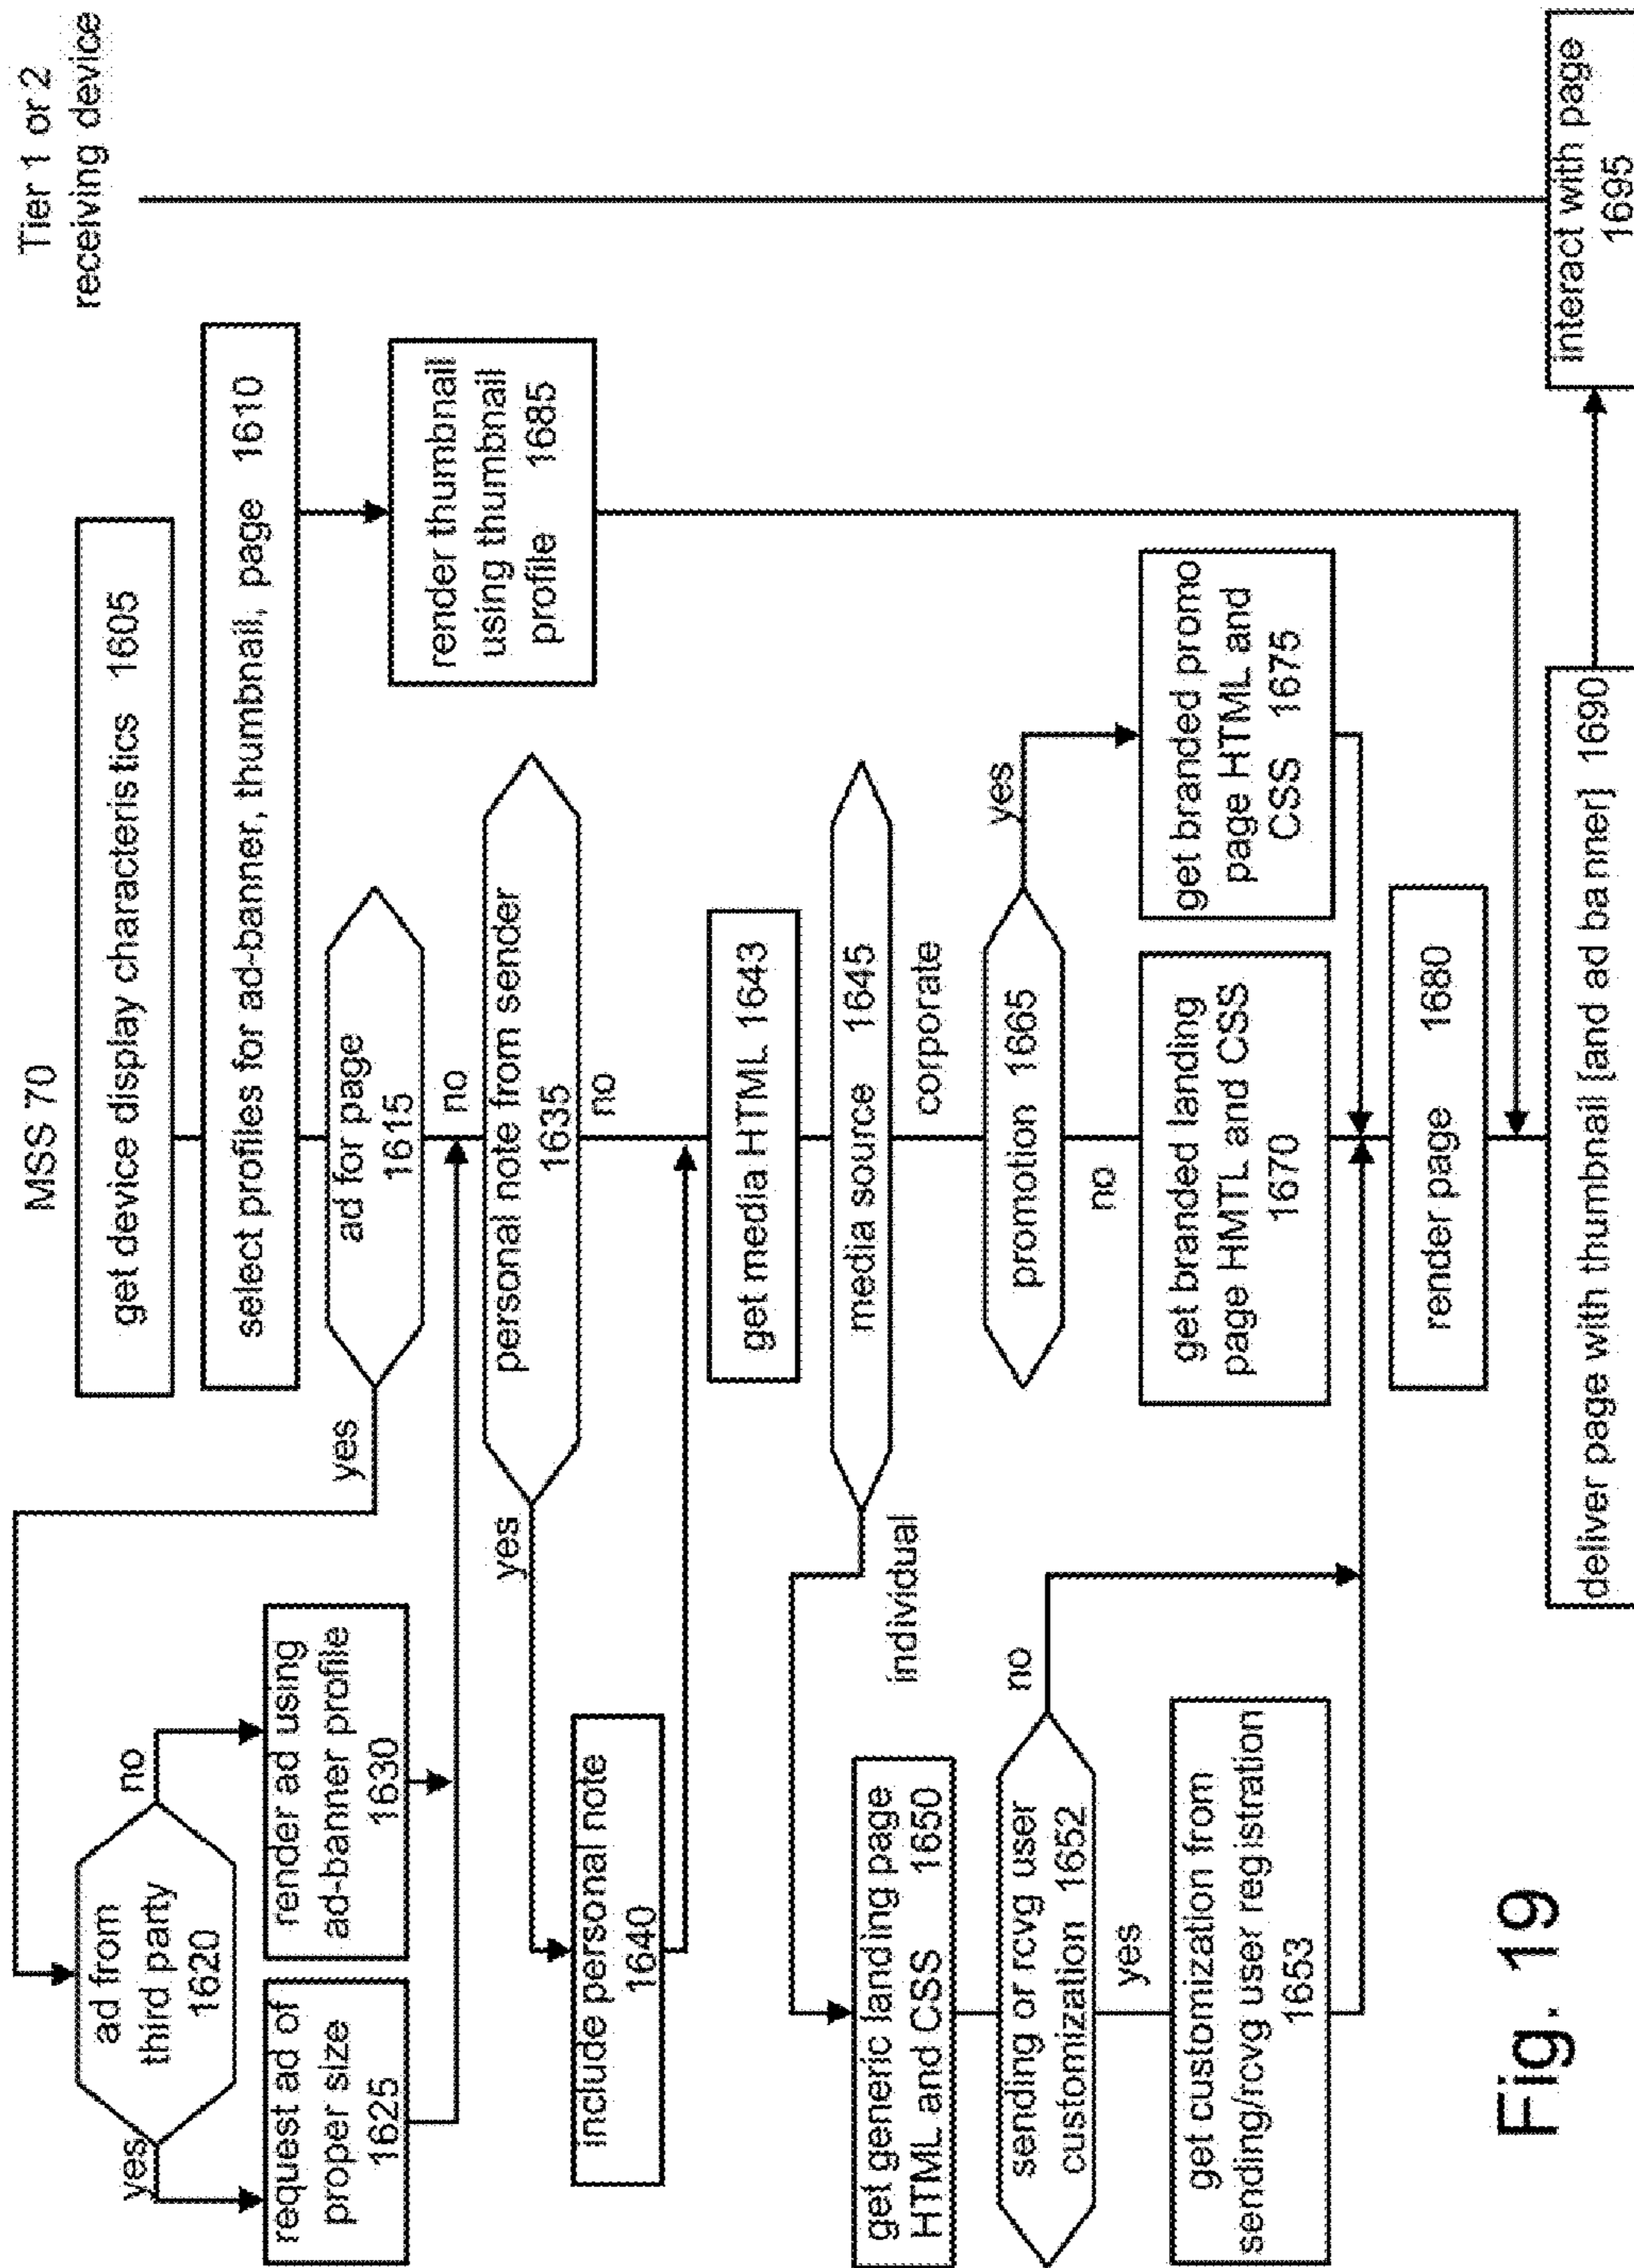 MSS 70
Tier 1 or 2
receiving device
get device display characteristics 1605
select profiles for ad-banner, thumbnail, page 1610
ad for page
1615
yes
no
ad from
third party
1620
yes
no
request ad of
proper size
1625
render ad using
ad-banner profile
1630
render thumbnail
using thumbnail
profile 1685
personal note from sender
1635
yes
no
include personal note
1640
get media HTML 1643
media source 1645
individual
corporate
get generic landing page
HTML and CSS 1650
sending or rcvg user
customization 1652
no
yes
get customization from
sending/rcvg user registration
1653
promotion 1665
yes
no
get branded landing
page HMTL and CSS
1670
get branded promo
page HTML and
CSS 1675
render page 1680
deliver page with thumbnail [and ad banner] 1690
interact with page
1695
Fig. 19